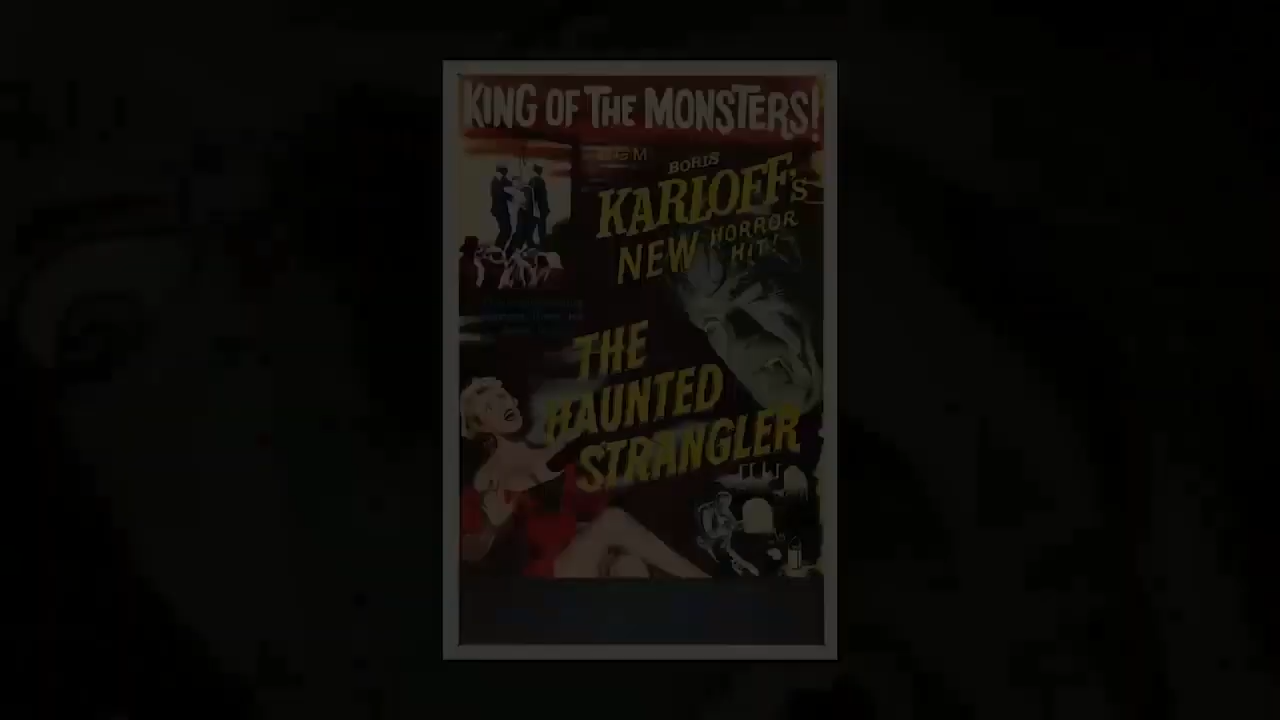 KING OF THE MONSTERS!
BORIS
KARLOFF'S
NEW HORROR
HIT!
THE
HAUNTED
STRANGLER